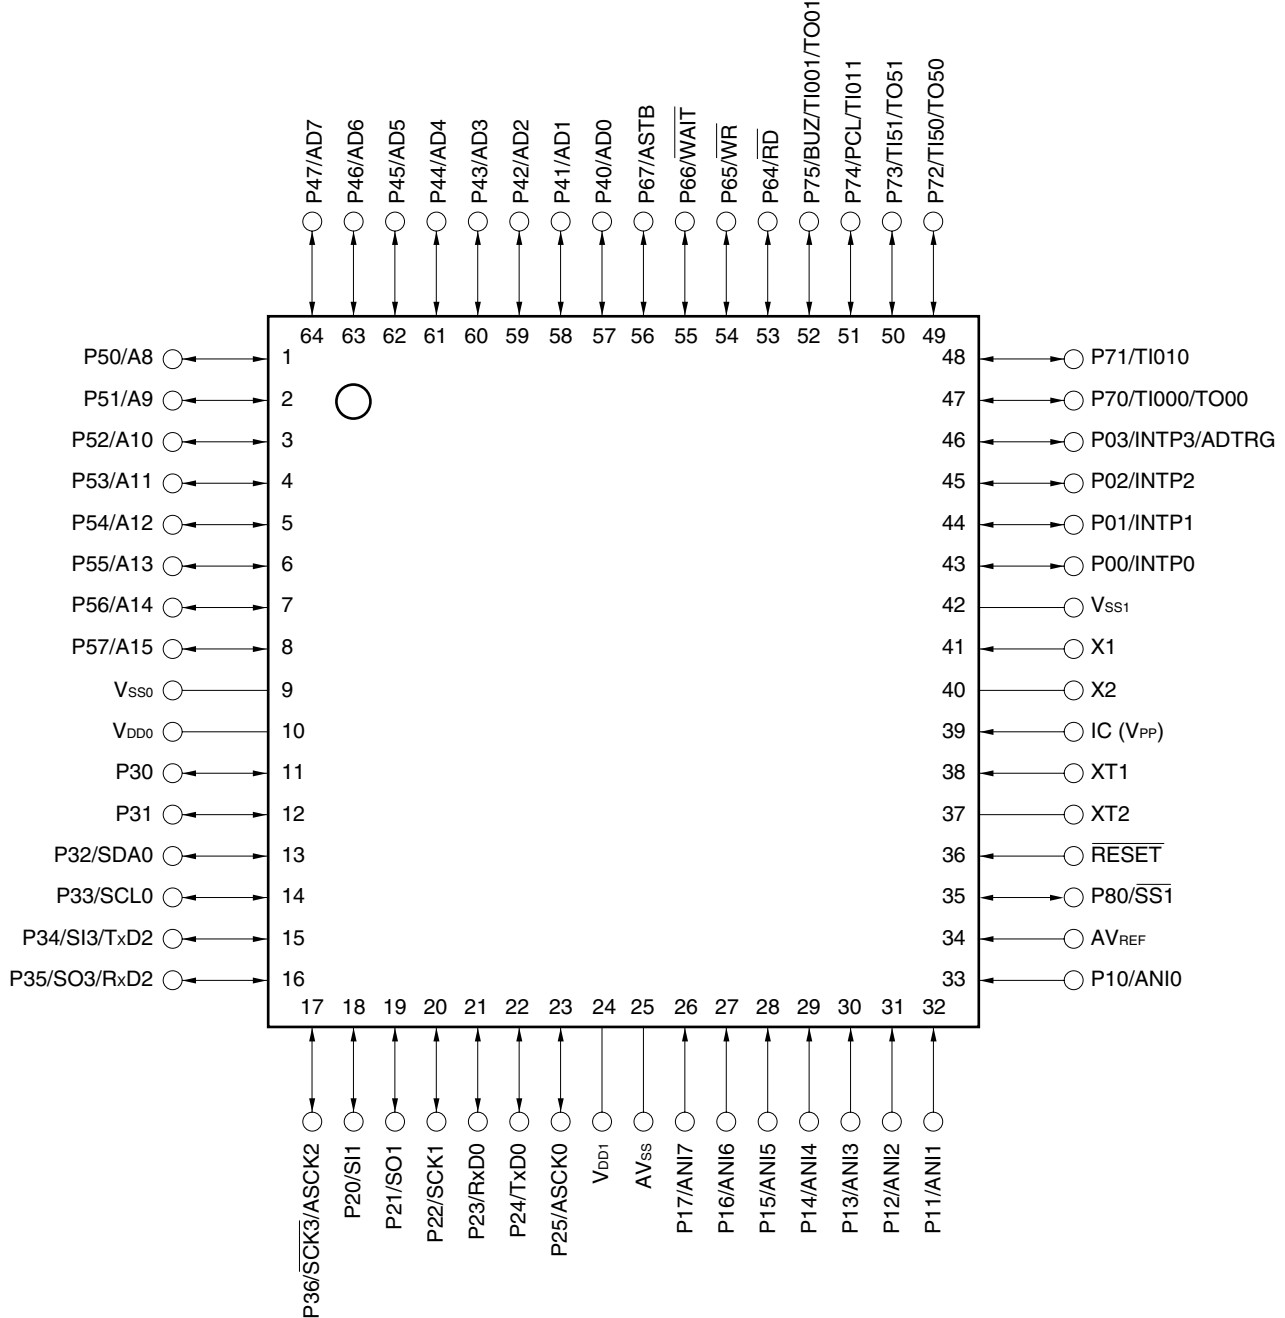 P47/AD7
P46/AD6
P45/AD5
P44/AD4
P43/AD3
P42/AD2
P41/AD1
P40/AD0
P67/ASTB
P66/WAIT
P65/WR
P64/RD
P75/BUZ/TI001/TO01
P74/PCL/TI011
P73/TI51/TO51
P72/TI50/TO50
64 63 62 61 60 59 58 57 56 55 54 53 52 51 50 49
P50/A8 1
P51/A9 2
P52/A10 3
P53/A11 4
P54/A12 5
P55/A13 6
P56/A14 7
P57/A15 8
VSS0 9
VDD0 10
P30 11
P31 12
P32/SDA0 13
P33/SCL0 14
P34/SI3/TxD2 15
P35/SO3/RxD2 16
48 P71/TI010
47 P70/TI000/TO00
46 P03/INTP3/ADTRG
45 P02/INTP2
44 P01/INTP1
43 P00/INTP0
42 VSS1
41 X1
40 X2
39 IC (VPP)
38 XT1
37 XT2
36 RESET
35 P80/SS1
34 AVREF
33 P10/ANI0
17 18 19 20 21 22 23 24 25 26 27 28 29 30 31 32
P36/SCK3/ASCK2
P20/SI1
P21/SO1
P22/SCK1
P23/RxD0
P24/TxD0
P25/ASCK0
VDD1
AVSS
P17/ANI7
P16/ANI6
P15/ANI5
P14/ANI4
P13/ANI3
P12/ANI2
P11/ANI1